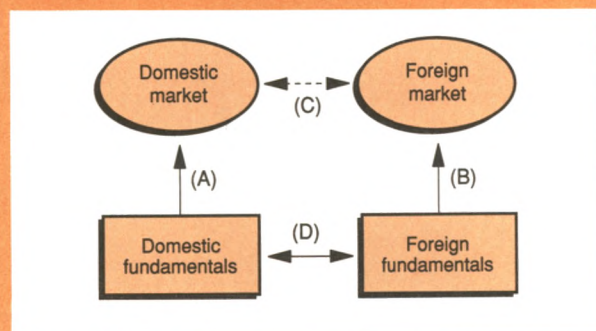 Domestic
market
Foreign
market
(C)
(A)
(B)
Domestic
fundamentals
(D)
Foreign
fundamentals